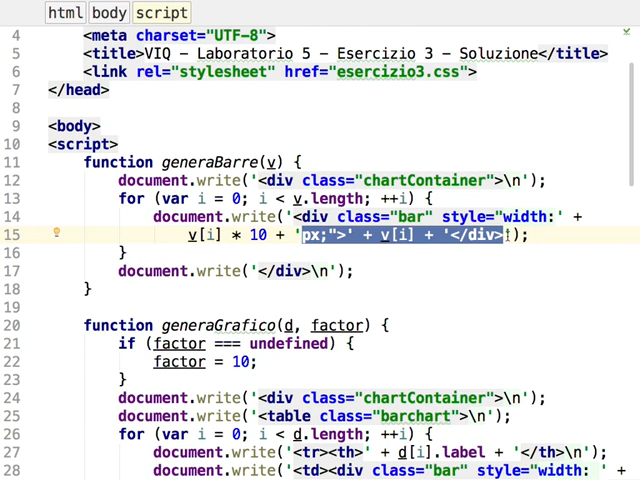 html body script
4 <meta charset="UTF-8">
5 <title>VIQ - Laboratorio 5 - Esercizio 3 - Soluzione</title>
6 <link rel="stylesheet" href="esercizio3.css">
7 </head>
8
9 <body>
10 <script>
11 function generaBarre(v) {
12 document.write('<div class="chartContainer">\n');
13 for (var i = 0; i < v.length; ++i) {
14 document.write('<div class="bar" style="width:' +
15 v[i] * 10 + 'px;">' + v[i] + '</div>');
16 }
17 document.write('</div>\n');
18 }
19
20 function generaGrafico(d, factor) {
21 if (factor === undefined) {
22 factor = 10;
23 }
24 document.write('<div class="chartContainer">\n');
25 document.write('<table class="barchart">\n');
26 for (var i = 0; i < d.length; ++i) {
27 document.write('<tr><th>' + d[i].label + '</th>\n');
28 document.write('<td><div class="bar" style="width: ' +